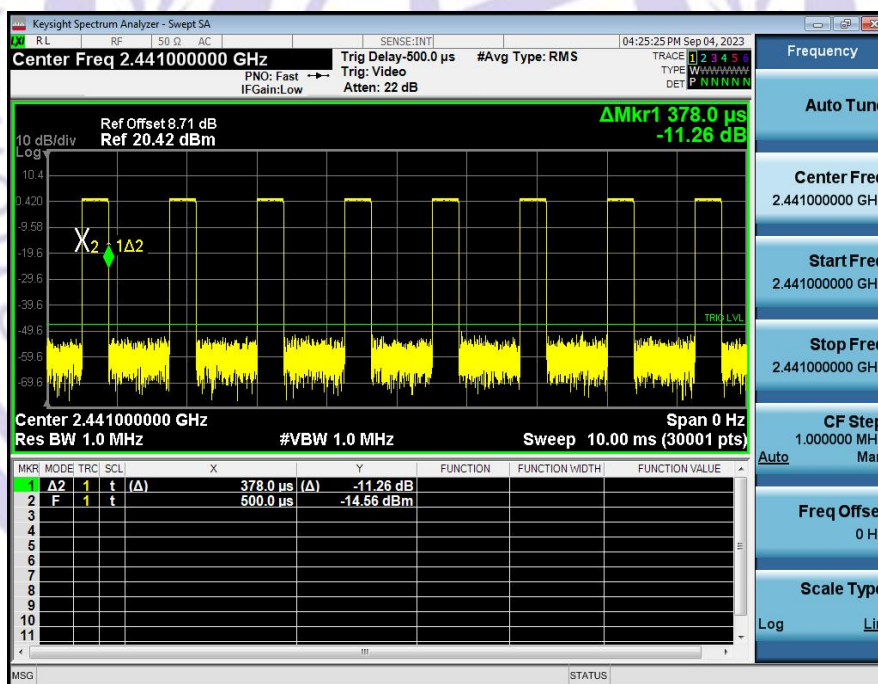 Keysight Spectrum Analyzer - Swept SA
LXI RL RF 50 Ω AC SENSE:INT 04:25:25 PM Sep 04, 2023
Center Freq 2.441000000 GHz Trig Delay-500.0 µs #Avg Type: RMS TRACE 1 2 3 4 5 6
PNO: Fast Trig: Video TYPE WWWWWW
IFGain:Low Atten: 22 dB DET P N N N N N
Ref Offset 8.71 dB ΔMkr1 378.0 µs
10 dB/div Ref 20.42 dBm -11.26 dB
Log
10.4
0.420
-9.58
X2 1Δ2
-19.6
-29.6
-39.6
TRIG LVL
-49.6
-59.6
-69.6
Center 2.441000000 GHz Span 0 Hz
Res BW 1.0 MHz #VBW 1.0 MHz Sweep 10.00 ms (30001 pts)
MKR MODE TRC SCL X Y FUNCTION FUNCTION WIDTH FUNCTION VALUE
1 Δ2 1 t (Δ) 378.0 µs (Δ) -11.26 dB
2 F 1 t 500.0 µs -14.56 dBm
3
4
5
6
7
8
9
10
11
MSG STATUS
Frequency
Auto Tun
Center Fre
2.441000000 GH
Start Fre
2.441000000 GH
Stop Fre
2.441000000 GH
CF Step
1.000000 MH
Auto Ma
Freq Offse
0 H
Scale Type
Log Li